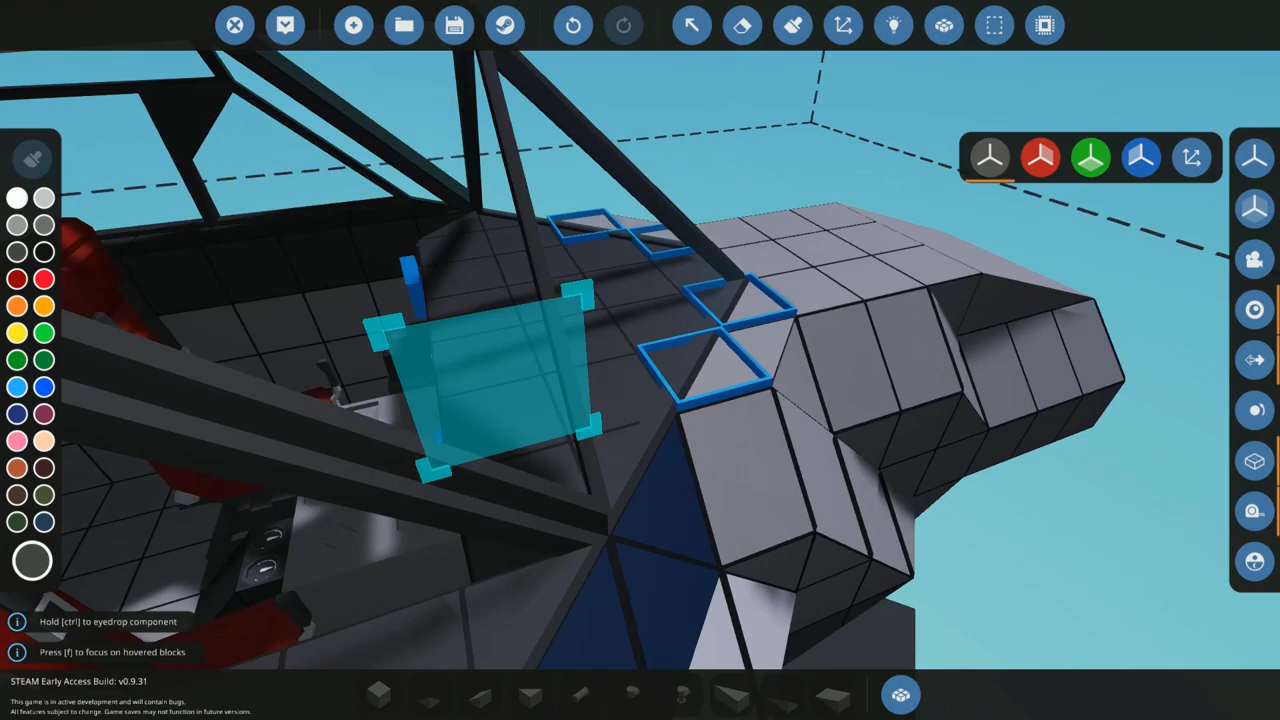 Hold [ctrl] to eyedrop component
Press [f] to focus on hovered blocks
STEAM Early Access Build: v0.9.31
This game is in active development and will contain bugs.
All features subject to change. Game saves may not function in future versions.